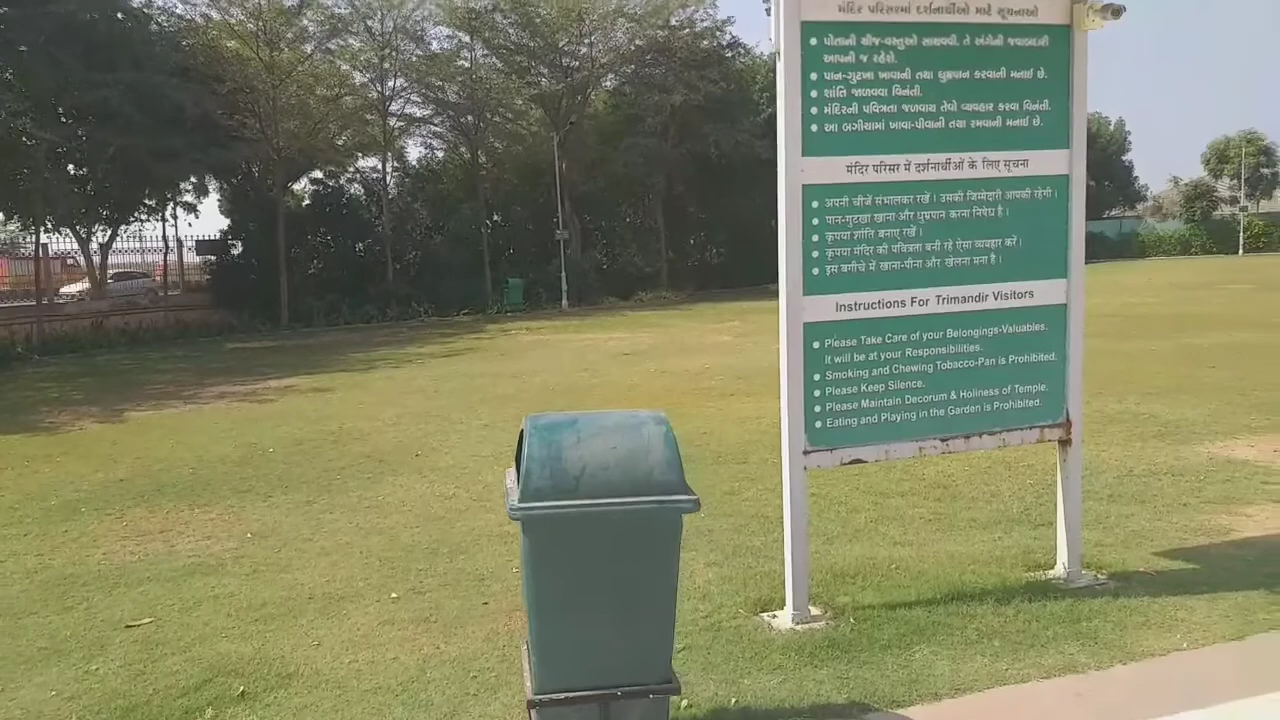 મંદિર પરિસરમાં દર્શનાર્થીઓ માટે સૂચનાઓ
પોતાની ચીજ-વસ્તુઓ સાચવવી. તે અંગેની જવાબદારી
આપની જ રહેશે.
પાન-ગુટખા ખાવાની તથા ધુમ્રપાન કરવાની મનાઈ છે.
શાંતિ જાળવવા વિનંતી.
મંદિરની પવિત્રતા જળવાય તેવો વ્યવહાર કરવા વિનંતી.
આ બગીચામાં ખાવા-પીવાની તથા રમવાની મનાઈ છે.
मंदिर परिसर में दर्शनार्थीओं के लिए सूचना
अपनी चीजें संभालकर रखें। उसकी जिम्मेदारी आपकी रहेगी।
पान-गुटखा खाना और धुम्रपान करना निषेध है।
कृपया शांति बनाए रखें।
कृपया मंदिर की पवित्रता बनी रहे ऐसा व्यवहार करें।
इस बगीचे में खाना-पीना और खेलना मना है।
Instructions For Trimandir Visitors
Please Take Care of your Belongings-Valuables.
It will be at your Responsibilities.
Smoking and Chewing Tobacco-Pan is Prohibited.
Please Keep Silence.
Please Maintain Decorum & Holiness of Temple.
Eating and Playing in the Garden is Prohibited.